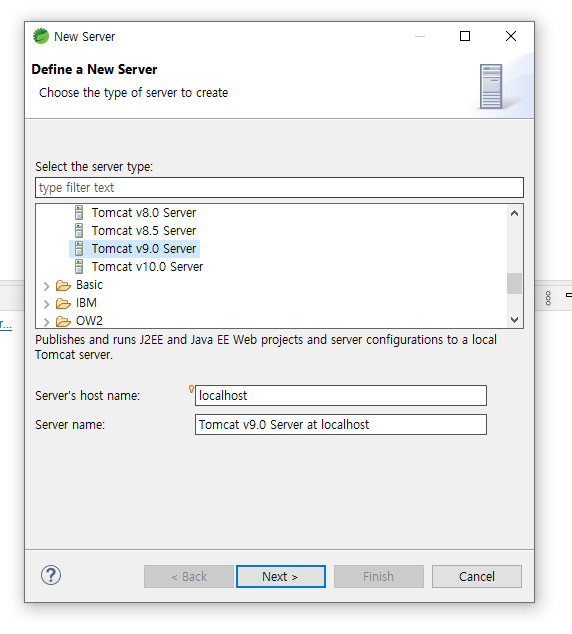 New Server
Define a New Server
Choose the type of server to create
Select the server type:
type filter text
Tomcat v8.0 Server
Tomcat v8.5 Server
Tomcat v9.0 Server
Tomcat v10.0 Server
Basic
IBM
OW2
r...
Publishes and runs J2EE and Java EE Web projects and server configurations to a local
Tomcat server.
Server's host name: localhost
Server name: Tomcat v9.0 Server at localhost
? < Back Next > Finish Cancel